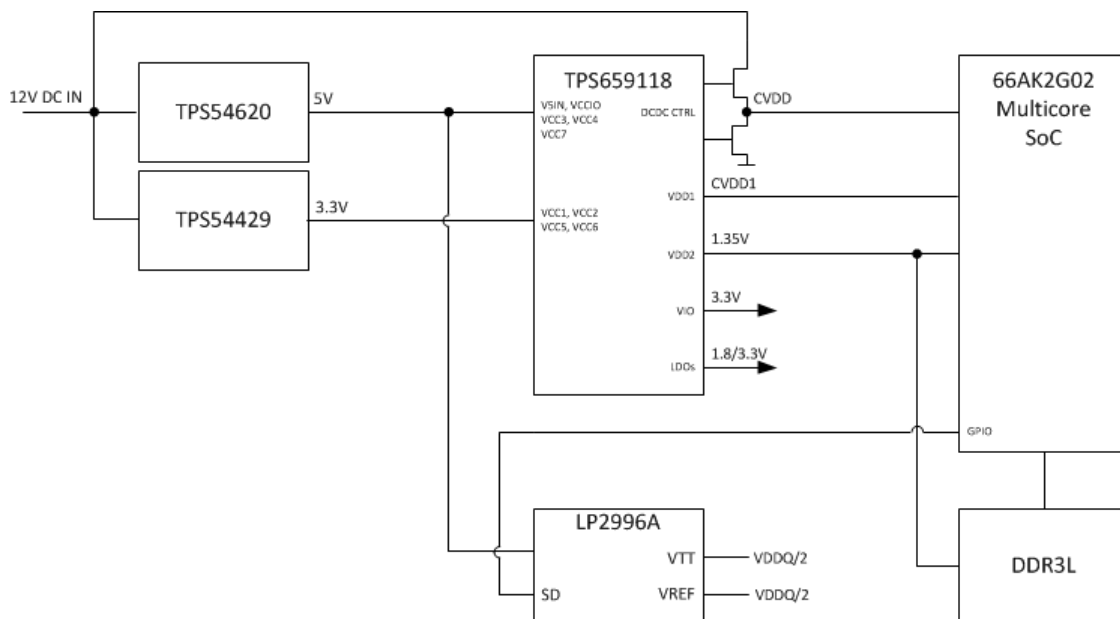 12V DC IN
TPS54620
5V
TPS54429
3.3V
TPS659118
VSIN, VCCIO
VCC3, VCC4
VCC7
VCC1, VCC2
VCC5, VCC6
DCDC CTRL
VDD1
VDD2
VIO
LDOs
CVDD
CVDD1
1.35V
3.3V
1.8/3.3V
66AK2G02
Multicore
SoC
GPIO
LP2996A
VTT
SD
VREF
VDDQ/2
VDDQ/2
DDR3L